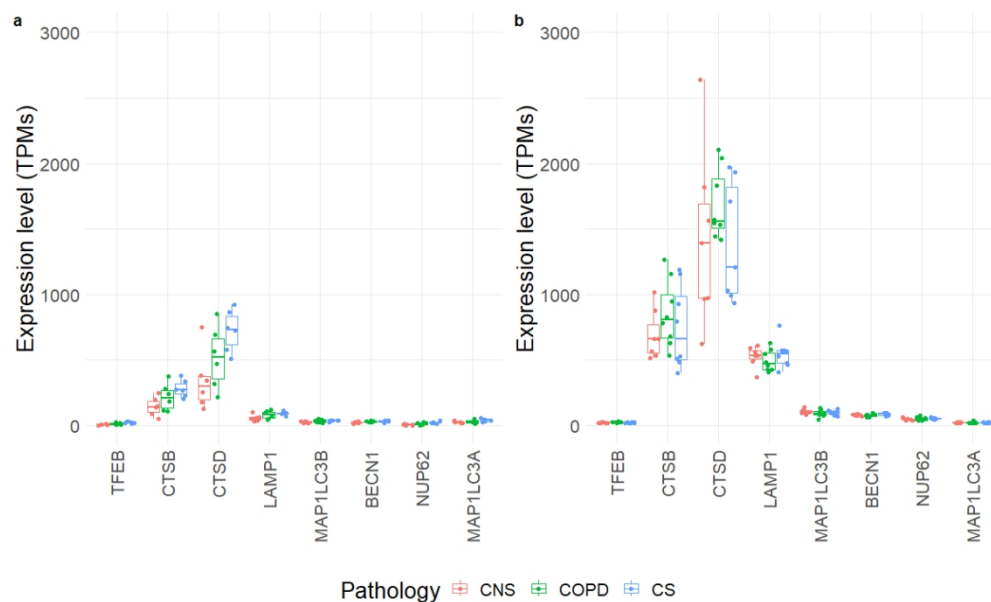 a
Expression level (TPMs)
3000
2000
1000
0
TFEB
CTSB
CTSD
LAMP1
MAP1LC3B
BECN1
NUP62
MAP1LC3A
b
Expression level (TPMs)
3000
2000
1000
0
TFEB
CTSB
CTSD
LAMP1
MAP1LC3B
BECN1
NUP62
MAP1LC3A
Pathology CNS COPD CS